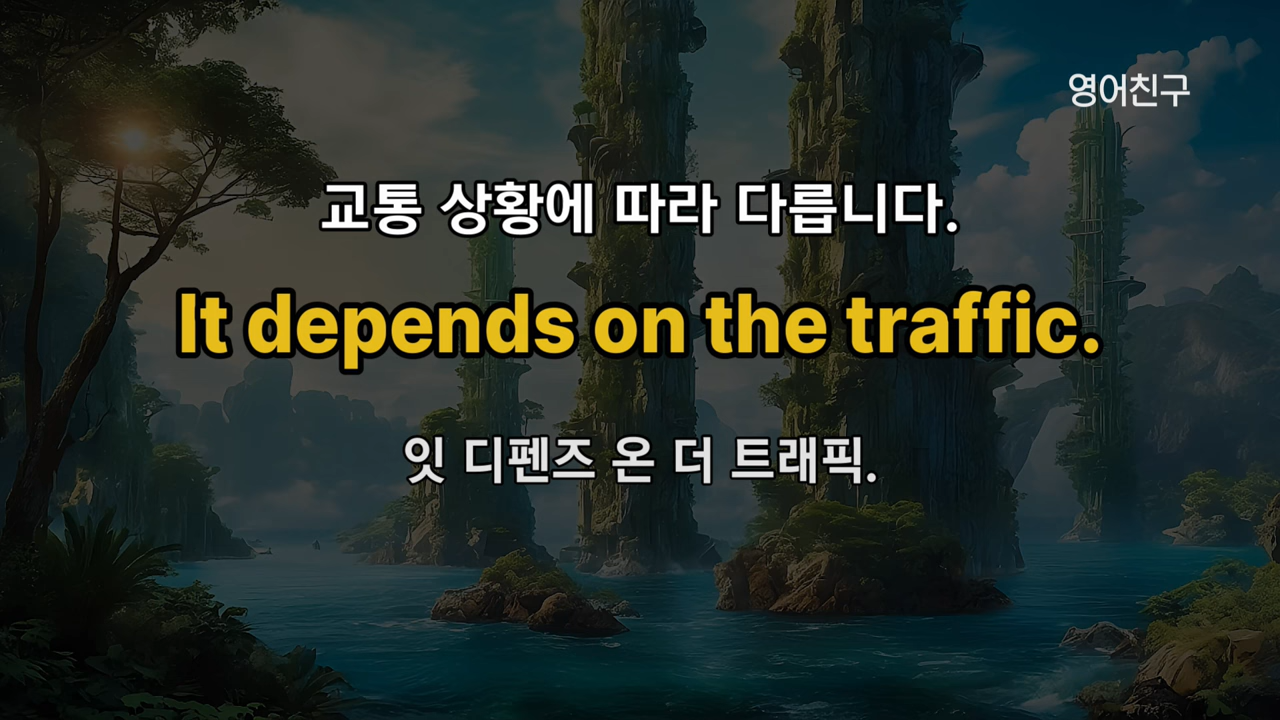 영어친구
교통 상황에 따라 다릅니다.
It depends on the traffic.
잇 디펜즈 온 더 트래픽.